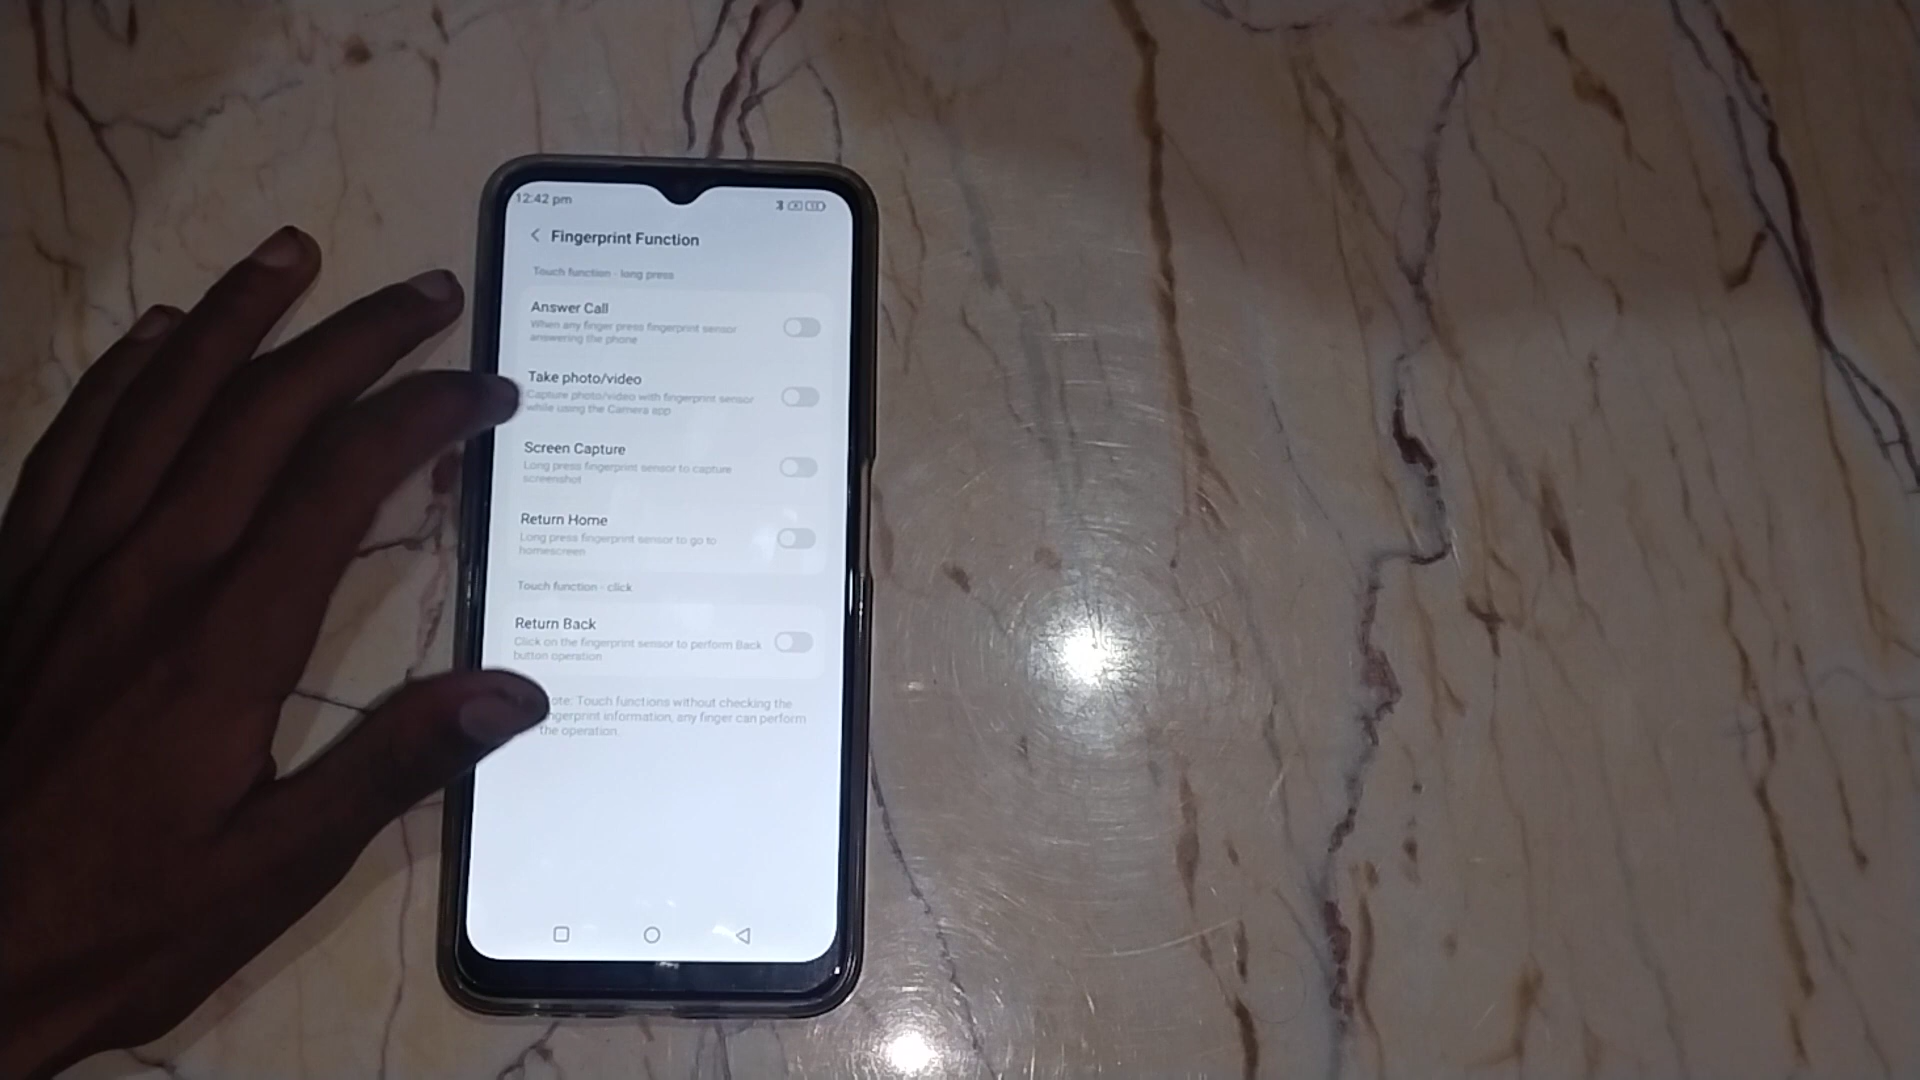 12:42 pm
Fingerprint Function
Touch function - long press
Answer Call
When any finger press fingerprint sensor
answering the phone
Take photo/video
Capture photo/video with fingerprint sensor
while using the Camera app
Screen Capture
Long press fingerprint sensor to capture
screenshot
Return Home
Long press fingerprint sensor to go to
homescreen
Touch function - click
Return Back
Click on the fingerprint sensor to perform Back
button operation
Touch functions without checking the
information, any finger can perform
the operation.